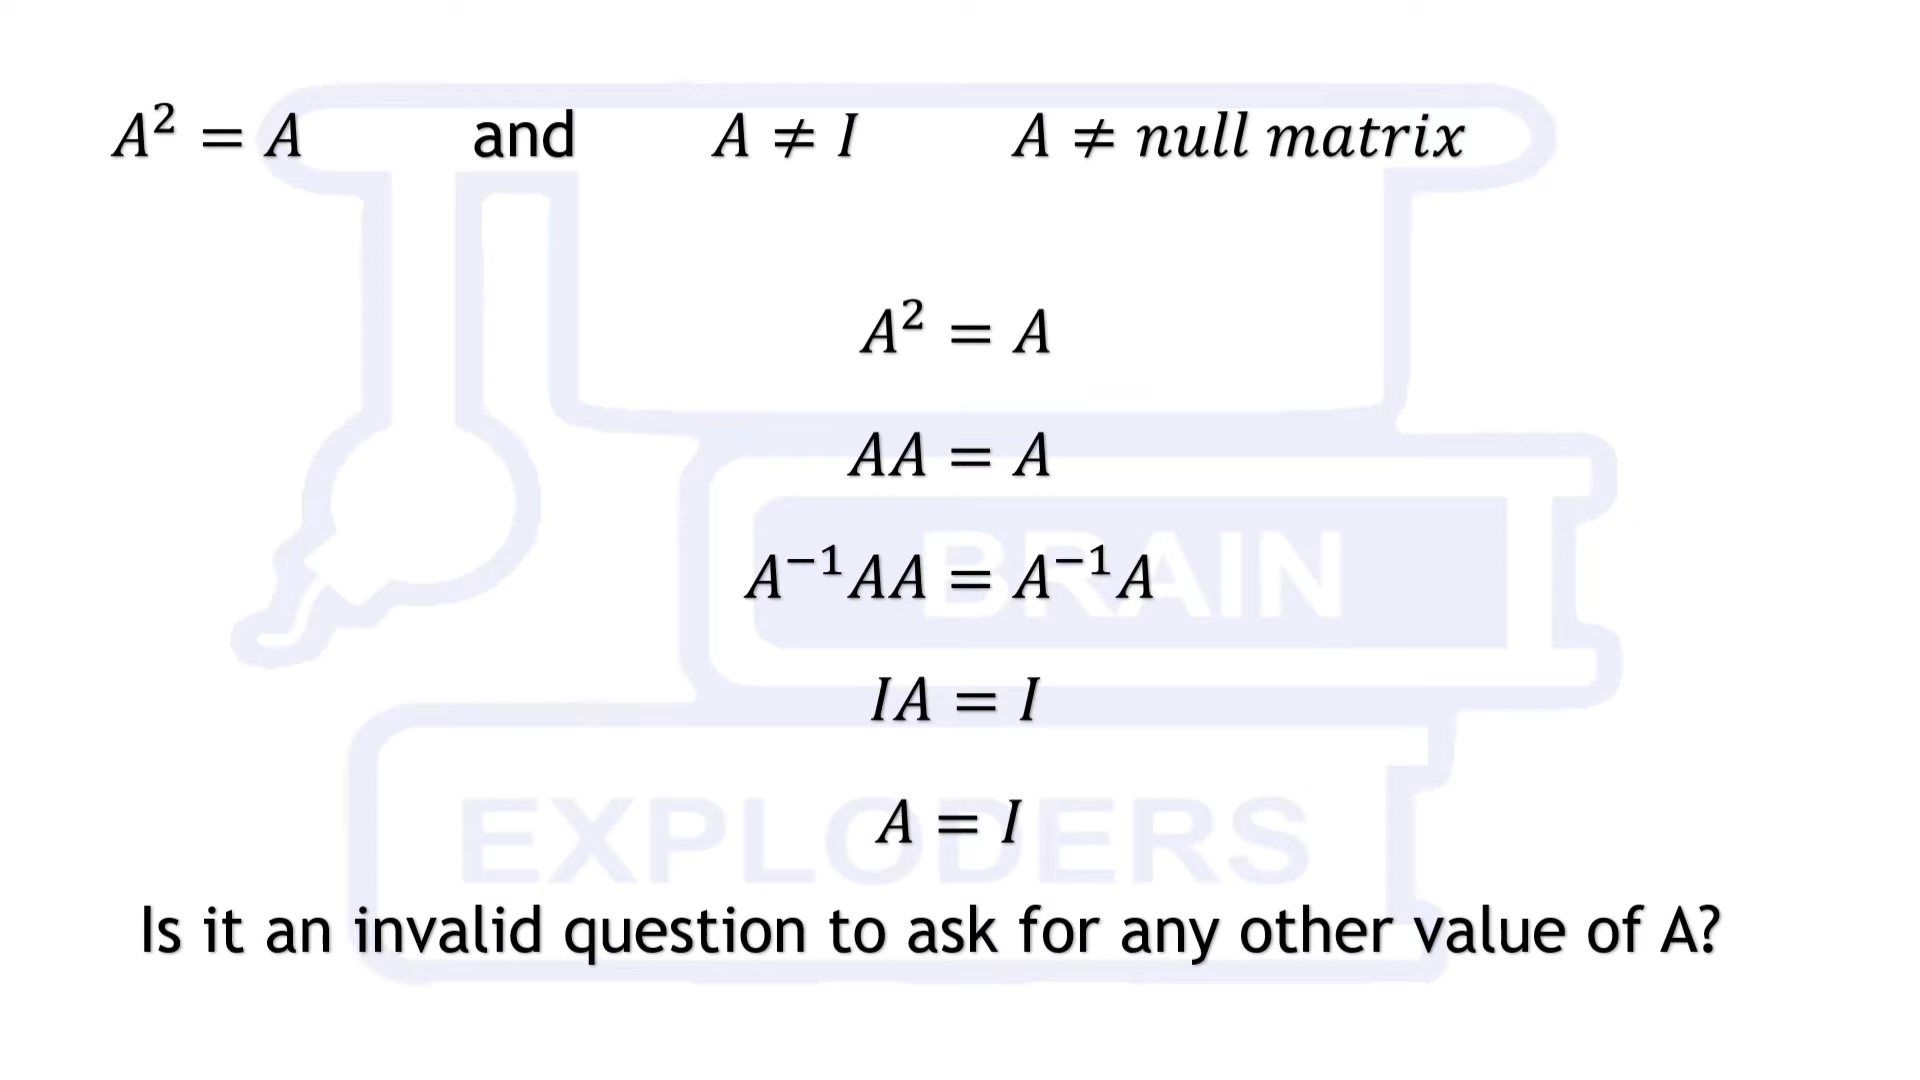 A² = A and A ≠ I A ≠ null matrix
A² = A
AA = A
A⁻¹AA = A⁻¹A
BRAIN
IA = I
A = I
EXPLODERS
Is it an invalid question to ask for any other value of A?